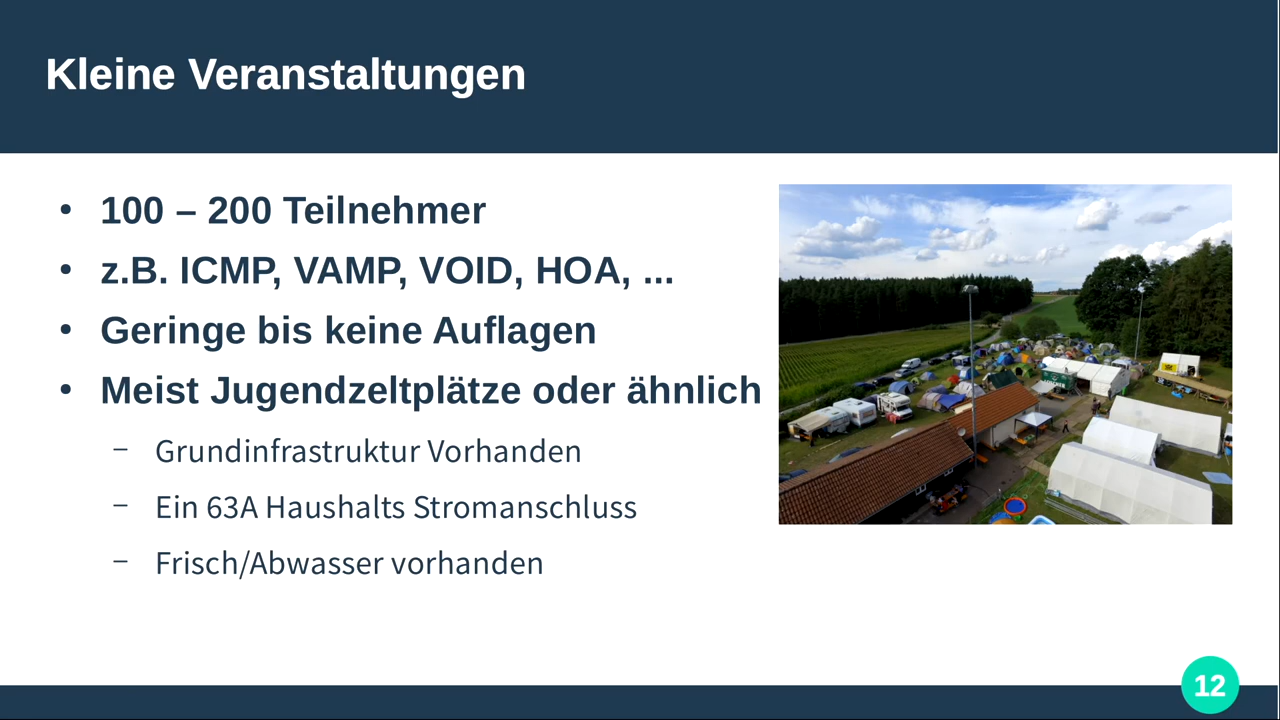 Kleine Veranstaltungen
• 100 – 200 Teilnehmer
• z.B. ICMP, VAMP, VOID, HOA, ...
• Geringe bis keine Auflagen
• Meist Jugendzeltplätze oder ähnlich
– Grundinfrastruktur Vorhanden
– Ein 63A Haushalts Stromanschluss
– Frisch/Abwasser vorhanden
12